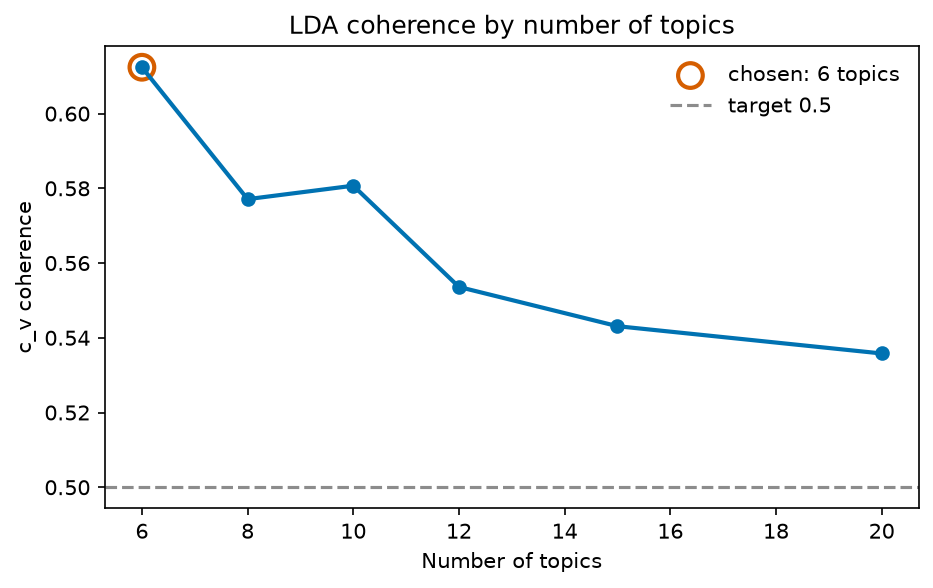 LDA coherence by number of topics
chosen: 6 topics
target 0.5
c_v coherence
0.60
0.58
0.56
0.54
0.52
0.50
6 8 10 12 14 16 18 20
Number of topics